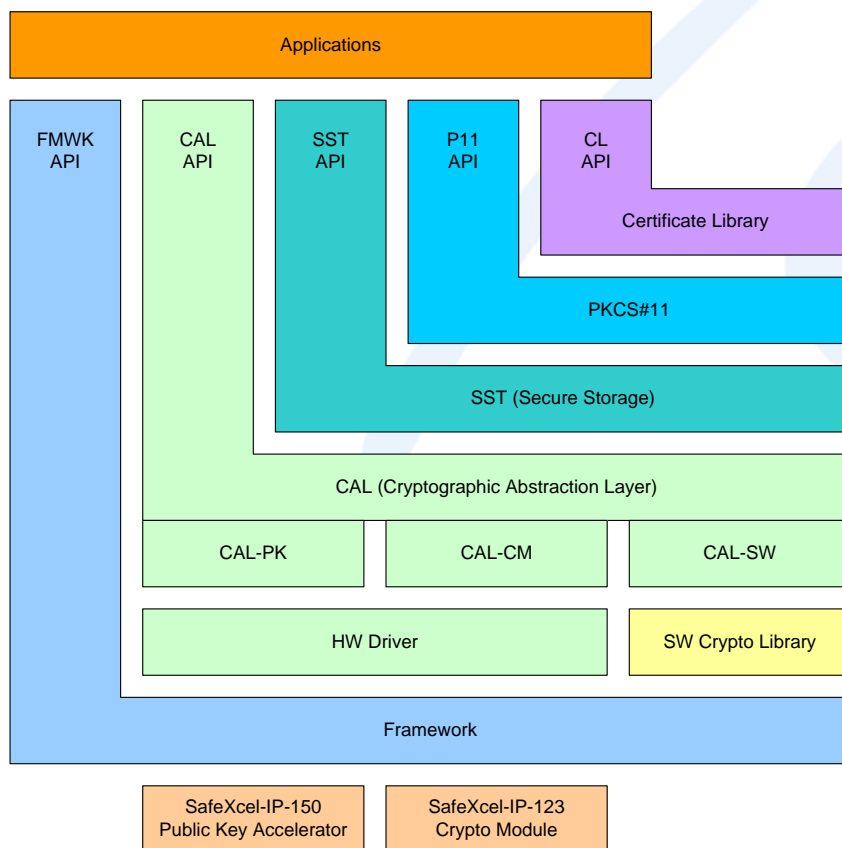 Applications
FMWK
API
CAL
API
SST
API
P11
API
CL
API
Certificate Library
PKCS#11
SST (Secure Storage)
CAL (Cryptographic Abstraction Layer)
CAL-PK
CAL-CM
CAL-SW
HW Driver
SW Crypto Library
Framework
SafeXcel-IP-150
Public Key Accelerator
SafeXcel-IP-123
Crypto Module